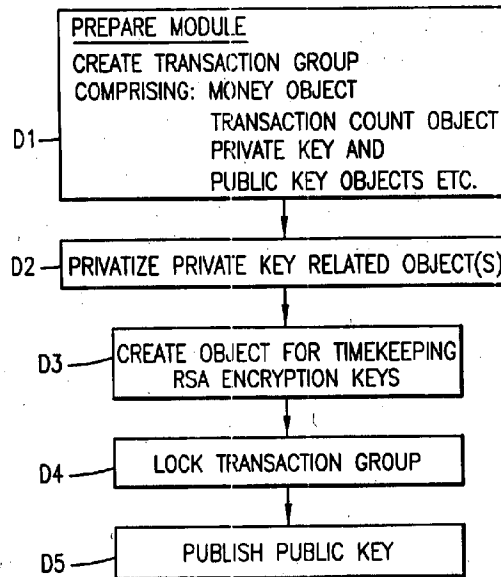 PREPARE MODULE
CREATE TRANSACTION GROUP
COMPRISING: MONEY OBJECT
TRANSACTION COUNT OBJECT
PRIVATE KEY AND
PUBLIC KEY OBJECTS ETC.
D1
D2
PRIVATIZE PRIVATE KEY RELATED OBJECT(S)
D3
CREATE OBJECT FOR TIMEKEEPING
RSA ENCRYPTION KEYS
D4
LOCK TRANSACTION GROUP
D5
PUBLISH PUBLIC KEY